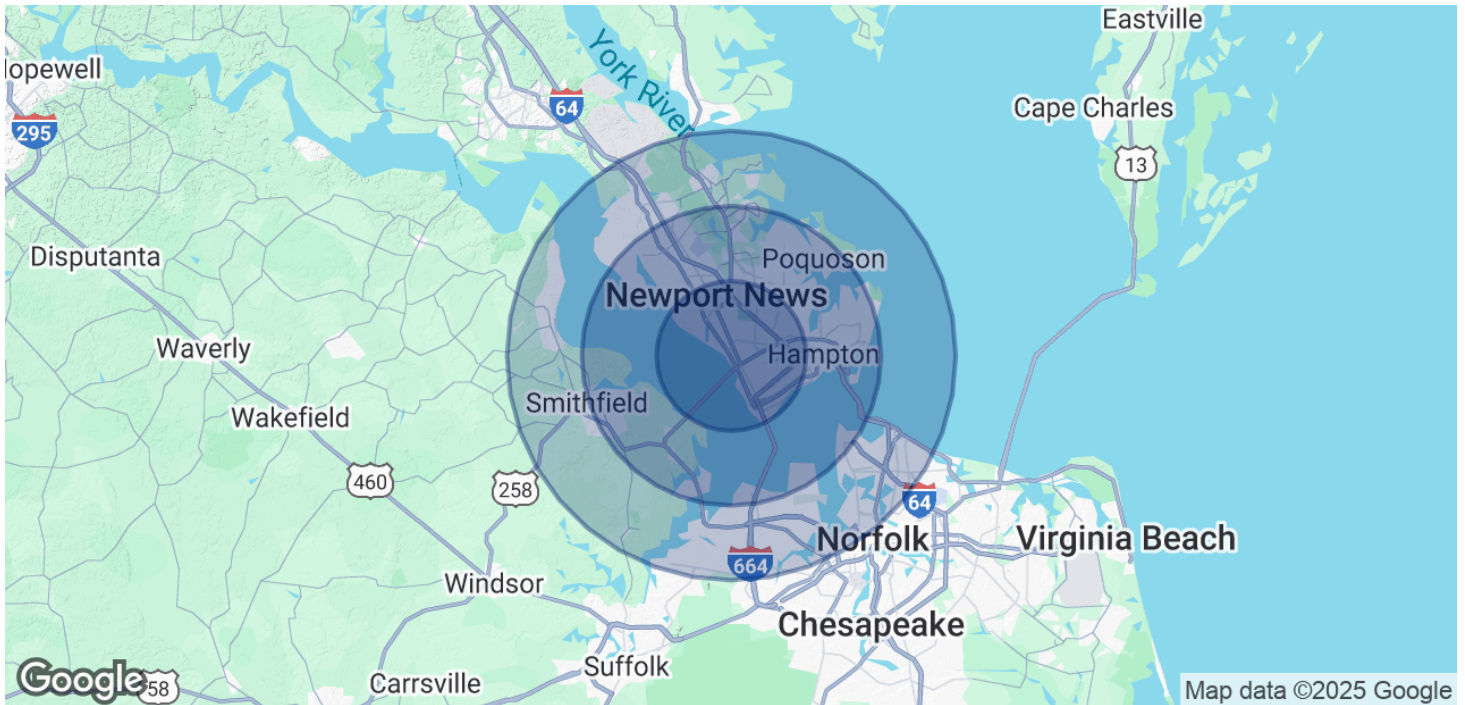 Eastville
opewell
York River
64
Cape Charles
295
13
Disputanta
Poquoson
Newport News
Waverly
Hampton
Smithfield
Wakefield
460
258
64
Norfolk
Virginia Beach
664
Windsor
Chesapeake
Suffolk
Google
58
Carrsville
Map data ©2025 Google